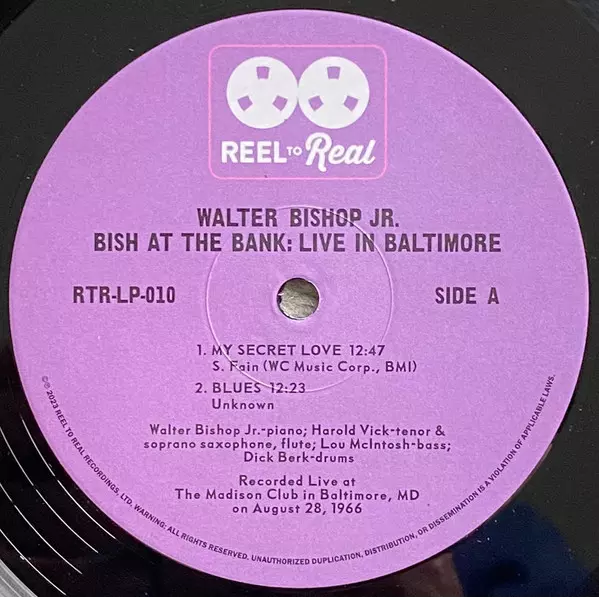 REEL TO Real
WALTER BISHOP JR.
BISH AT THE BANK: LIVE IN BALTIMORE
RTR-LP-010
SIDE A
1. MY SECRET LOVE 12:47
S. Fain (WC Music Corp., BMI)
2. BLUES 12:23
Unknown
Walter Bishop Jr.-piano; Harold Vick-tenor &
soprano saxophone, flute; Lou McIntosh-bass;
Dick Berk-drums
Recorded Live at
The Madison Club in Baltimore, MD
on August 28, 1966
©℗ 2023 REEL TO REAL RECORDINGS, LTD. WARNING: ALL RIGHTS RESERVED. UNAUTHORIZED DUPLICATION, DISTRIBUTION, OR DISSEMINATION IS A VIOLATION OF APPLICABLE LAWS.